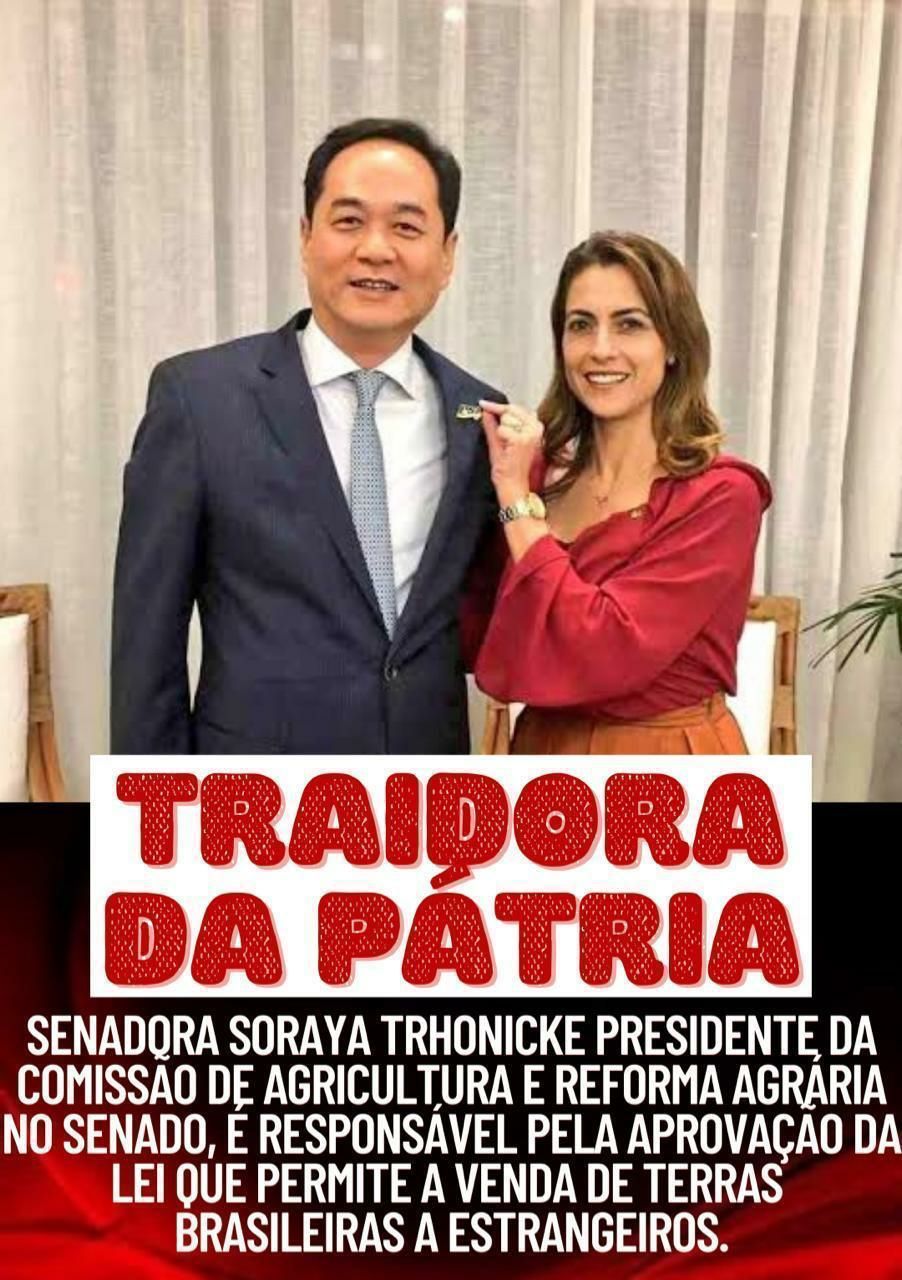 TRAIDORA
DA PÁTRIA
SENADORA SORAYA TRHONICKE PRESIDENTE DA
COMISSÃO DE AGRICULTURA E REFORMA AGRÁRIA
NO SENADO, É RESPONSÁVEL PELA APROVAÇÃO DA
LEI QUE PERMITE A VENDA DE TERRAS
BRASILEIRAS A ESTRANGEIROS.